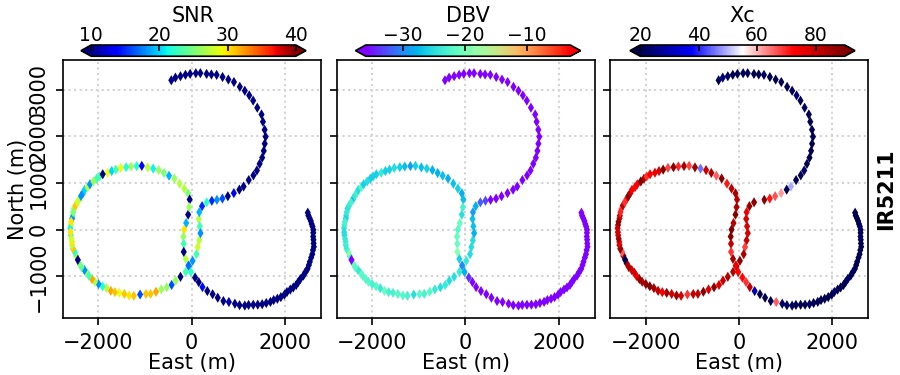 SNR DBV Xc
10 20 30 40 −30 −20 −10 20 40 60 80
3000
2000
1000
0
−1000
North (m)
−2000 0 2000 −2000 0 2000 −2000 0 2000
East (m) East (m) East (m)
IR5211